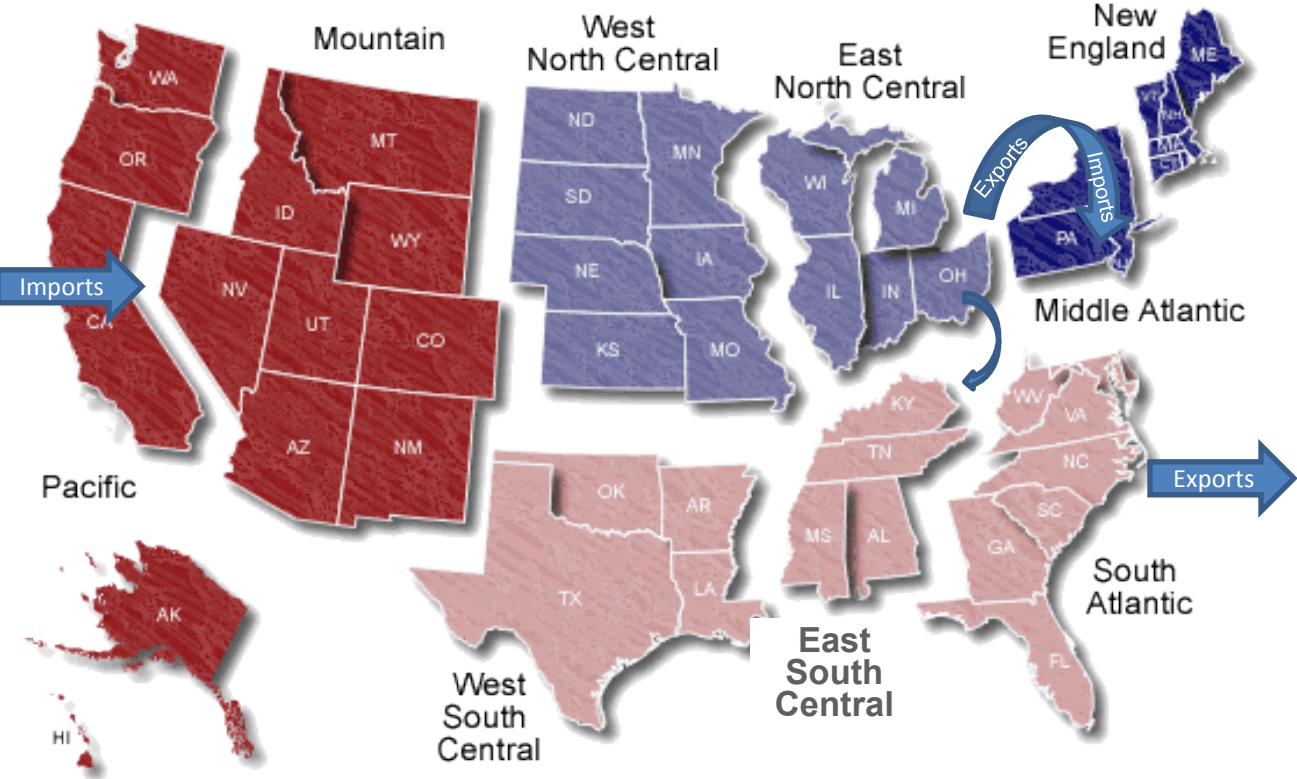 Mountain
West
North Central
East
North Central
New
England
WA
OR
CA
Imports
MT
ID
WY
NV
UT
CO
AZ
NM
ND
SD
NE
KS
MN
IA
MO
WI
MI
IL
IN
OH
Exports
Imports
ME
VT
NH
MA
CT
PA
NJ
Middle Atlantic
Pacific
AK
HI
OK
AR
TX
LA
West
South
Central
KY
TN
MS
AL
East
South
Central
WV
VA
NC
SC
GA
FL
South
Atlantic
Exports